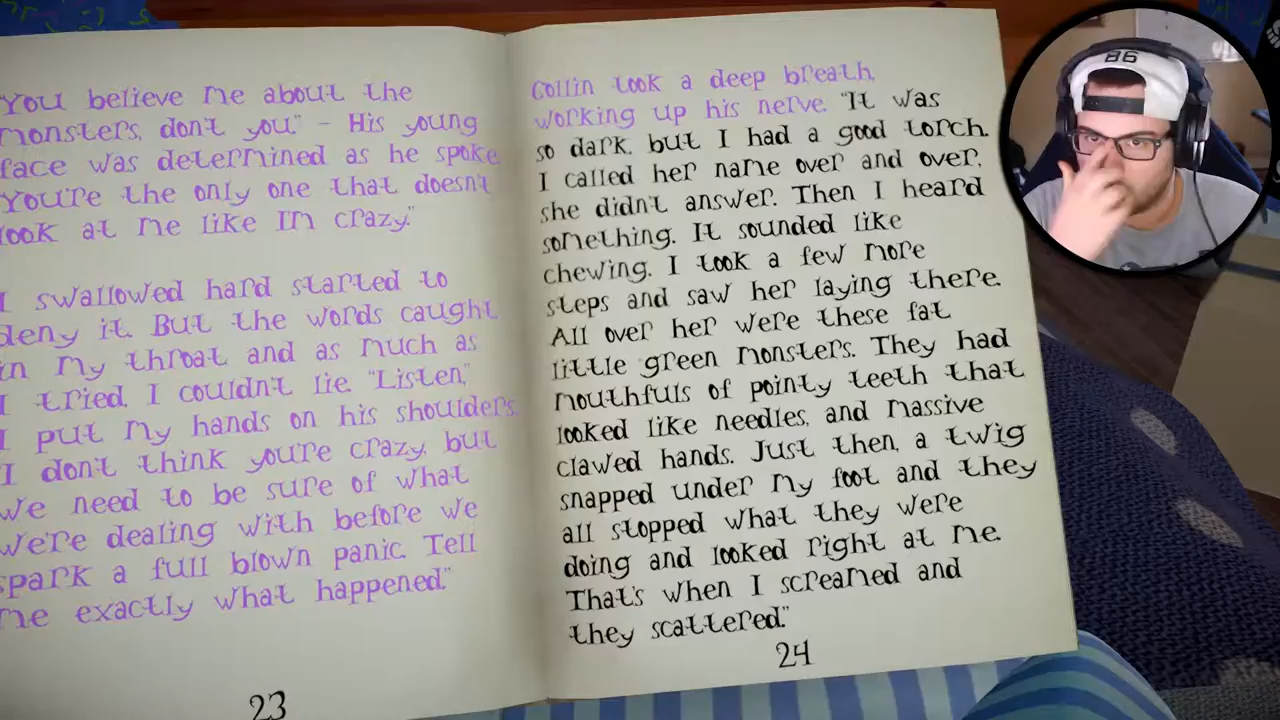 You believe me about the
monsters, don't you." - His young
face was determined as he spoke.
You're the only one that doesn't
look at me like I'm crazy."
I swallowed hard started to
deny it. But the words caught
in my throat and as much as
I tried, I couldn't lie. "Listen,"
I put my hands on his shoulders.
"I don't think you're crazy, but
we need to be sure of what
we're dealing with before we
spark a full blown panic. Tell
me exactly what happened."
23
Collin took a deep breath,
working up his nerve. "It was
so dark, but I had a good torch.
I called her name over and over,
she didn't answer. Then I heard
something. It sounded like
chewing. I took a few more
steps and saw her laying there.
All over her were these fat
little green monsters. They had
mouthfuls of pointy teeth that
looked like needles, and massive
clawed hands. Just then, a twig
snapped under my foot and they
all stopped what they were
doing and looked right at me.
That's when I screamed and
they scattered."
24
86